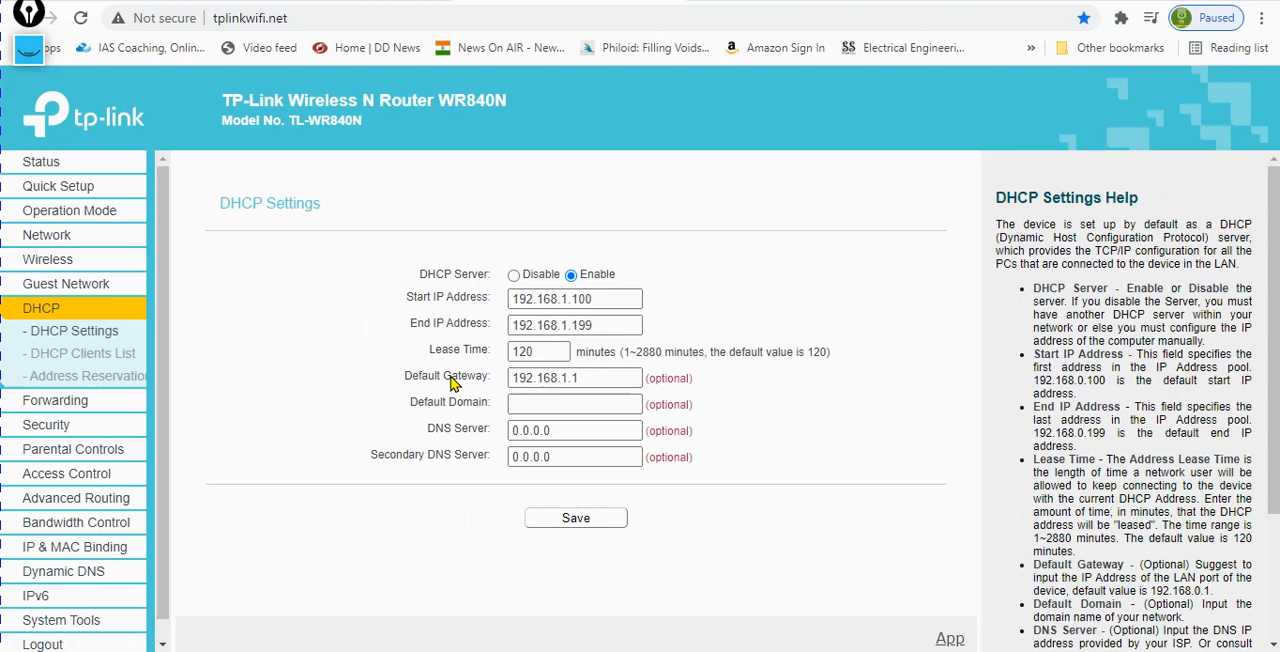 Not secure | tplinkwifi.net
Paused
pps
IAS Coaching, Onlin...
Video feed
Home | DD News
News On AIR - New...
Philoid: Filling Voids...
Amazon Sign In
Electrical Engineeri...
»
Other bookmarks
Reading list
tp-link
TP-Link Wireless N Router WR840N
Model No. TL-WR840N
Status
Quick Setup
Operation Mode
Network
Wireless
Guest Network
DHCP
- DHCP Settings
- DHCP Clients List
- Address Reservation
Forwarding
Security
Parental Controls
Access Control
Advanced Routing
Bandwidth Control
IP & MAC Binding
Dynamic DNS
IPv6
System Tools
Logout
DHCP Settings
DHCP Server: Disable Enable
Start IP Address: 192.168.1.100
End IP Address: 192.168.1.199
Lease Time: 120 minutes (1~2880 minutes, the default value is 120)
Default Gateway: 192.168.1.1 (optional)
Default Domain: (optional)
DNS Server: 0.0.0.0 (optional)
Secondary DNS Server: 0.0.0.0 (optional)
Save
App
DHCP Settings Help
The device is set up by default as a DHCP
(Dynamic Host Configuration Protocol) server,
which provides the TCP/IP configuration for all the
PCs that are connected to the device in the LAN.
• DHCP Server - Enable or Disable the
server. If you disable the Server, you must
have another DHCP server within your
network or else you must configure the IP
address of the computer manually.
• Start IP Address - This field specifies the
first address in the IP Address pool.
192.168.0.100 is the default start IP
address.
• End IP Address - This field specifies the
last address in the IP Address pool.
192.168.0.199 is the default end IP
address.
• Lease Time - The Address Lease Time is
the length of time a network user will be
allowed to keep connecting to the device
with the current DHCP Address. Enter the
amount of time, in minutes, that the DHCP
address will be "leased". The time range is
1~2880 minutes. The default value is 120
minutes.
• Default Gateway - (Optional) Suggest to
input the IP Address of the LAN port of the
device, default value is 192.168.0.1.
• Default Domain - (Optional) Input the
domain name of your network.
• DNS Server - (Optional) Input the DNS IP
address provided by your ISP. Or consult